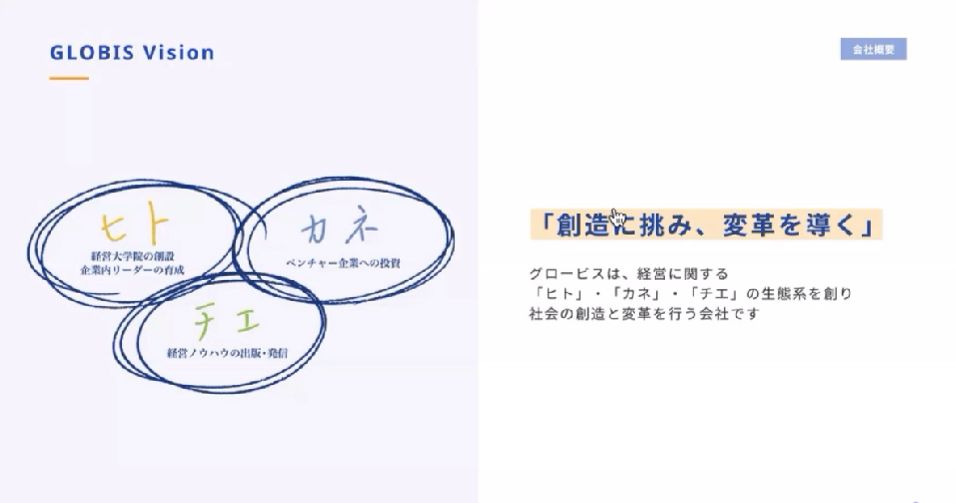 GLOBIS Vision
会社概要
ヒト
経営大学院の創設
企業内リーダーの育成
カネ
ベンチャー企業への投資
チエ
経営ノウハウの出版・発信
「創造に挑み、変革を導く」
グロービスは、経営に関する
「ヒト」・「カネ」・「チエ」の生態系を創り
社会の創造と変革を行う会社です